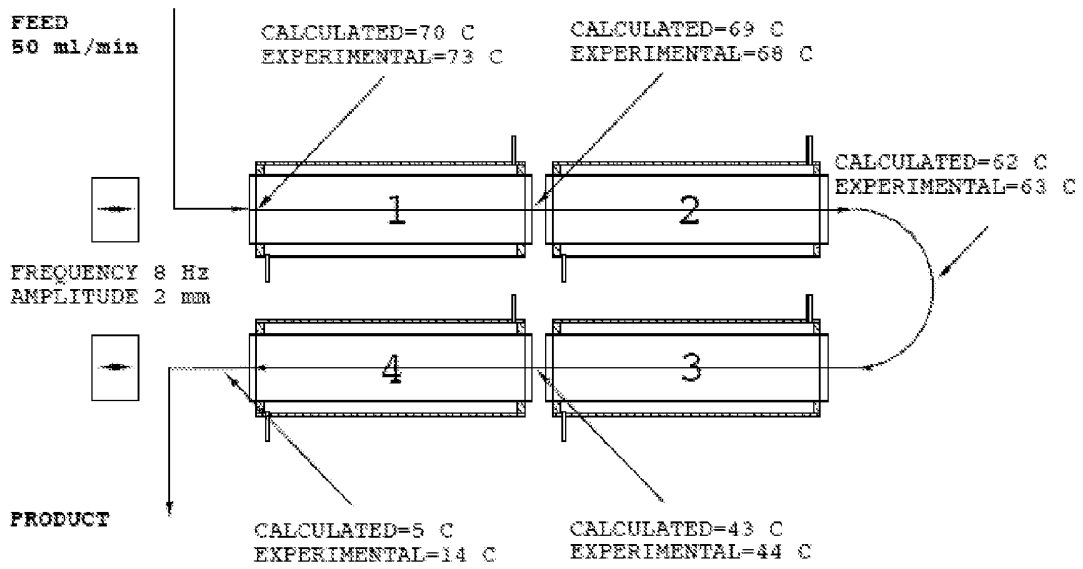 FEED
50 ml/min
CALCULATED=70 C
EXPERIMENTAL=73 C
CALCULATED=69 C
EXPERIMENTAL=68 C
CALCULATED=62 C
EXPERIMENTAL=63 C
1
2
FREQUENCY 8 Hz
AMPLITUDE 2 mm
4
3
PRODUCT
CALCULATED=5 C
EXPERIMENTAL=14 C
CALCULATED=43 C
EXPERIMENTAL=44 C